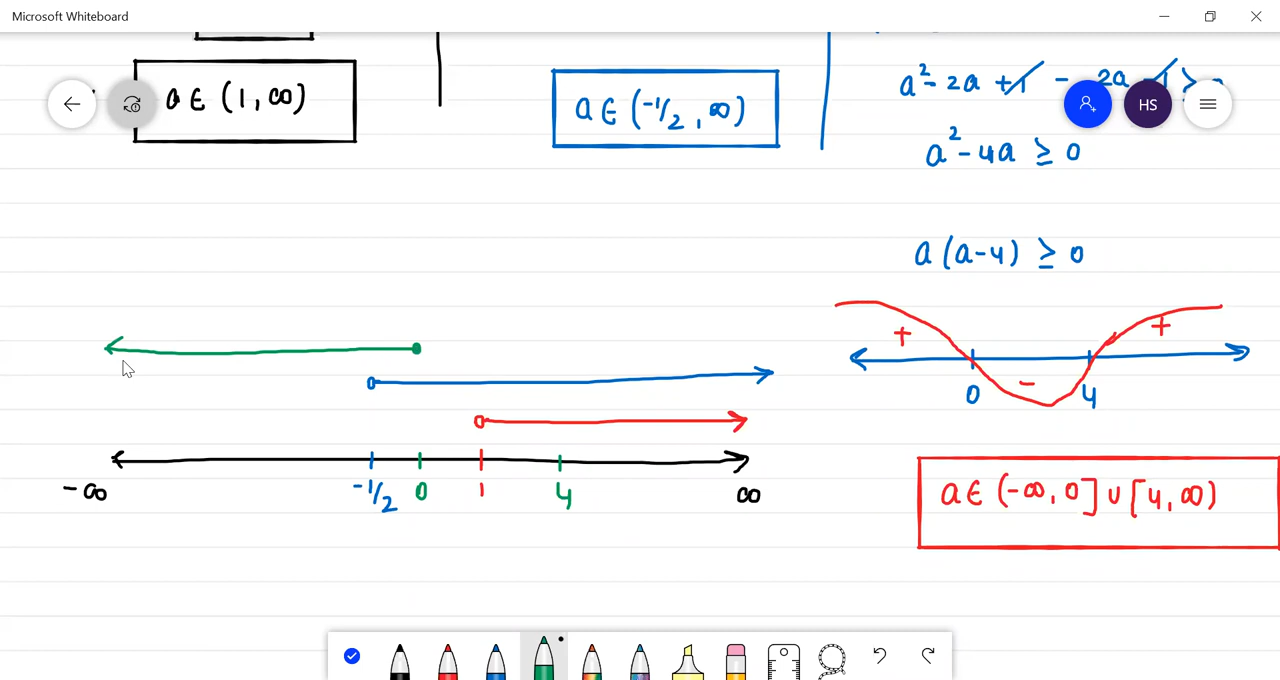 Microsoft Whiteboard
a ∈ (1, ∞)
a ∈ (-1/2, ∞)
a² - 2a + 1 - 2a - 1 ≥ 0
HS
a² - 4a ≥ 0
a (a-4) ≥ 0
+ - +
0 4
-∞ -1/2 0 1 4 ∞
a ∈ (-∞, 0] ∪ [4, ∞)